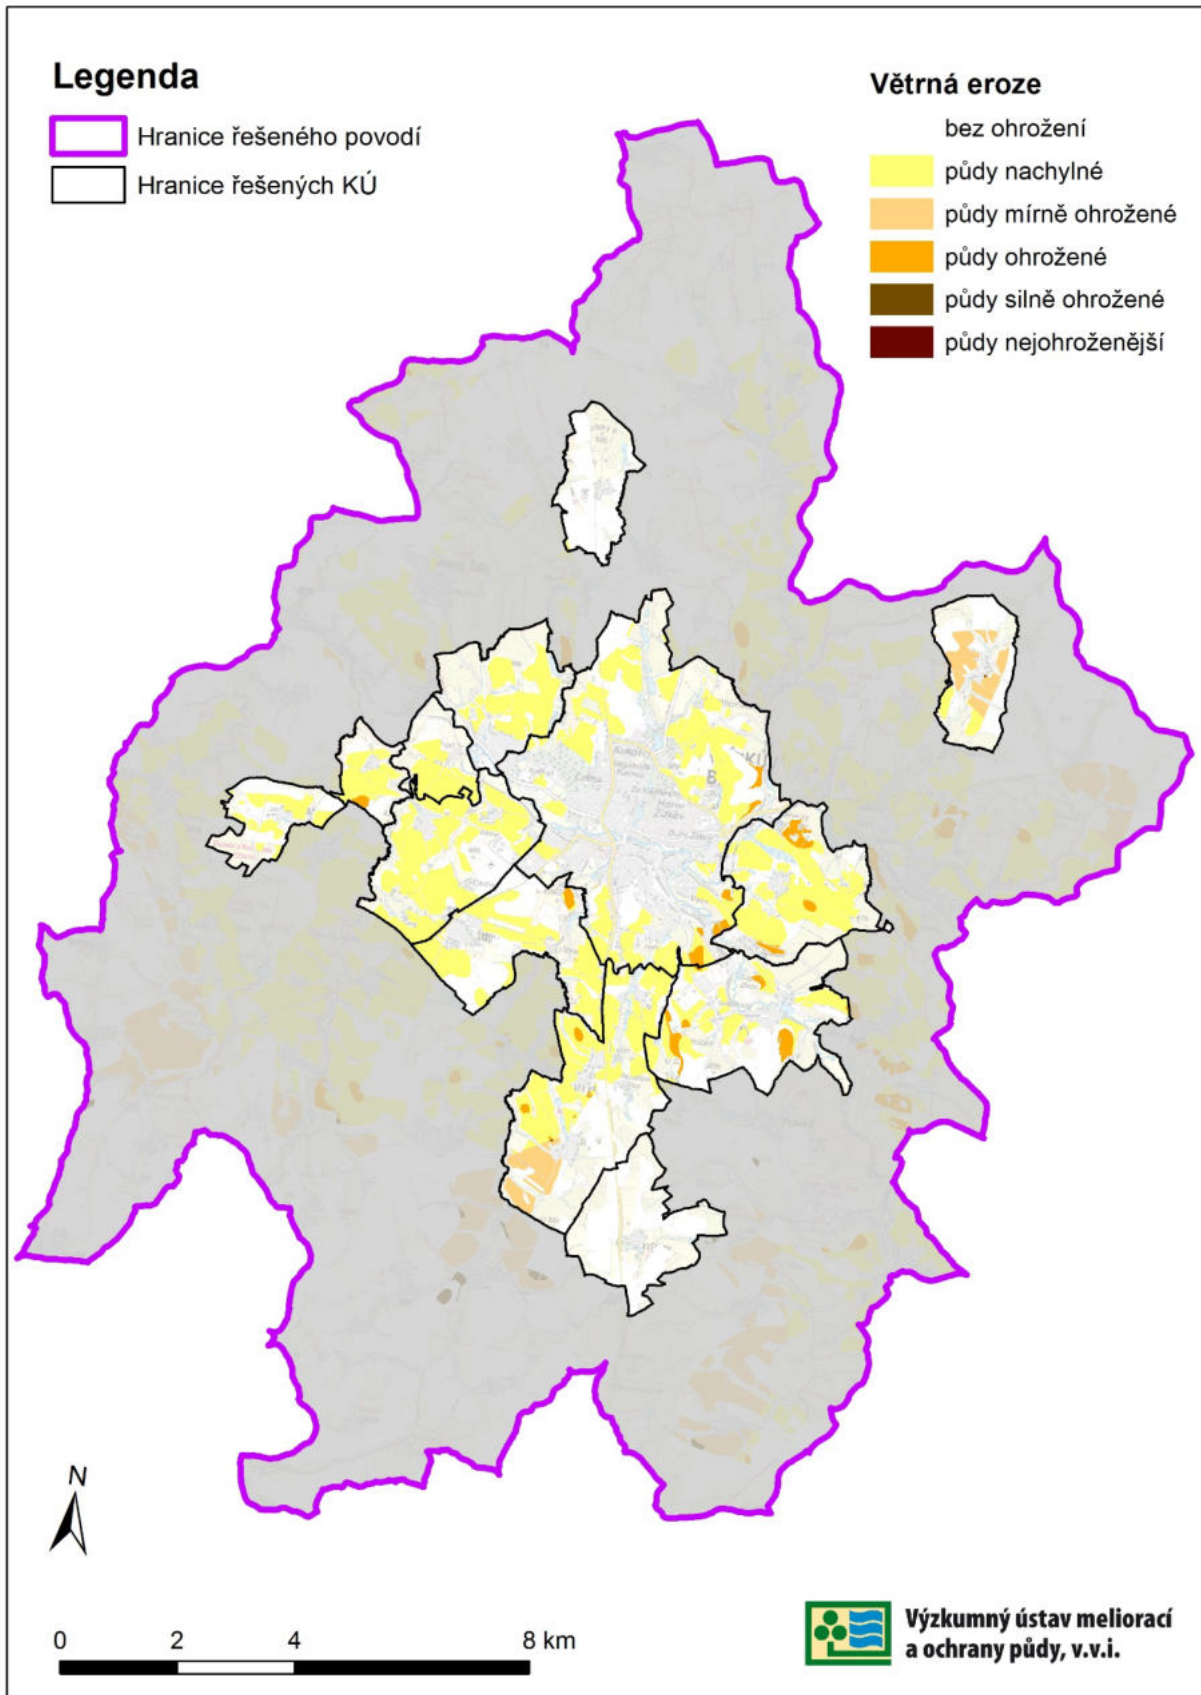 Legenda
Hranice řešeného povodí
Hranice řešených KÚ
Větrná eroze
bez ohrožení
půdy nachylné
půdy mírně ohrožené
půdy ohrožené
půdy silně ohrožené
půdy nejohroženější
N
0 2 4 8 km
Výzkumný ústav meliorací
a ochrany půdy, v.v.i.